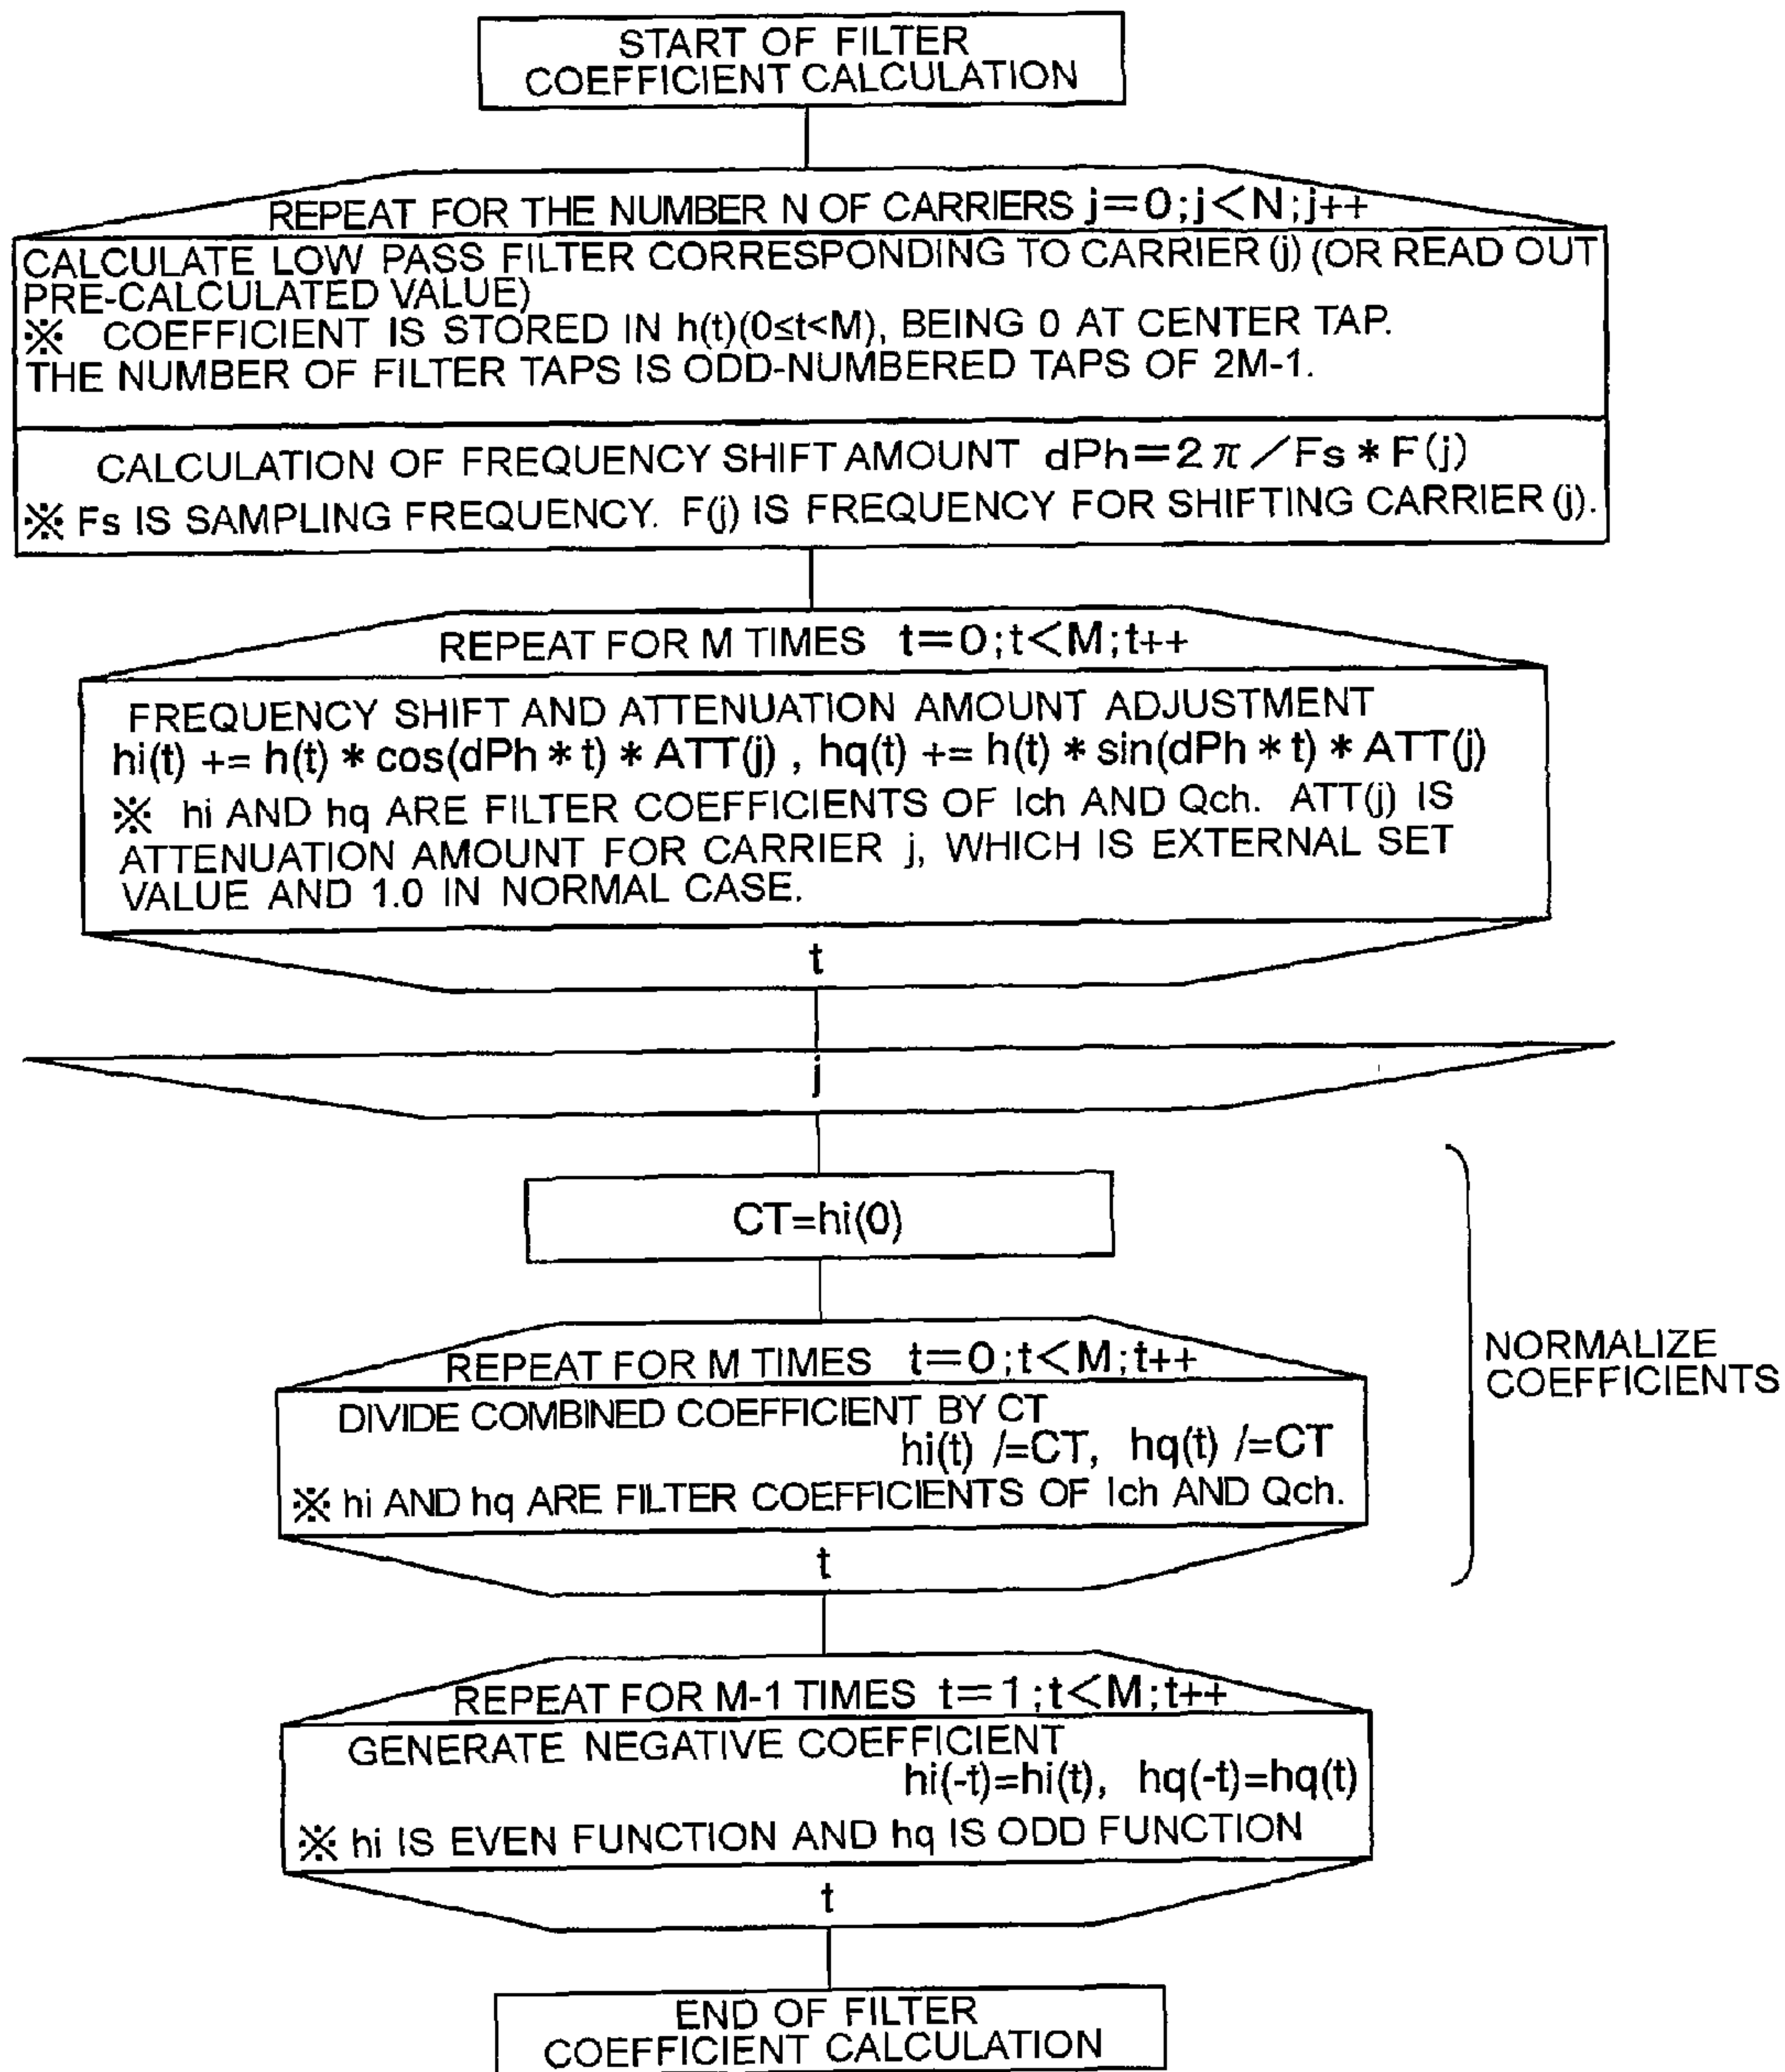 START OF FILTER
COEFFICIENT CALCULATION
REPEAT FOR THE NUMBER N OF CARRIERS j=0;j<N;j++
CALCULATE LOW PASS FILTER CORRESPONDING TO CARRIER (j) (OR READ OUT
PRE-CALCULATED VALUE)
※ COEFFICIENT IS STORED IN h(t)(0≤t<M), BEING 0 AT CENTER TAP.
THE NUMBER OF FILTER TAPS IS ODD-NUMBERED TAPS OF 2M-1.
CALCULATION OF FREQUENCY SHIFT AMOUNT dPh=2π／Fs * F(j)
※ Fs IS SAMPLING FREQUENCY. F(j) IS FREQUENCY FOR SHIFTING CARRIER (j).
REPEAT FOR M TIMES t=0;t<M;t++
FREQUENCY SHIFT AND ATTENUATION AMOUNT ADJUSTMENT
hi(t) += h(t) * cos(dPh * t) * ATT(j) , hq(t) += h(t) * sin(dPh * t) * ATT(j)
※ hi AND hq ARE FILTER COEFFICIENTS OF Ich AND Qch. ATT(j) IS
ATTENUATION AMOUNT FOR CARRIER j, WHICH IS EXTERNAL SET
VALUE AND 1.0 IN NORMAL CASE.
t
j
CT=hi(0)
REPEAT FOR M TIMES t=0;t<M;t++
DIVIDE COMBINED COEFFICIENT BY CT
hi(t) /=CT, hq(t) /=CT
※ hi AND hq ARE FILTER COEFFICIENTS OF Ich AND Qch.
t
NORMALIZE
COEFFICIENTS
REPEAT FOR M-1 TIMES t=1;t<M;t++
GENERATE NEGATIVE COEFFICIENT
hi(-t)=hi(t), hq(-t)=hq(t)
※ hi IS EVEN FUNCTION AND hq IS ODD FUNCTION
t
END OF FILTER
COEFFICIENT CALCULATION